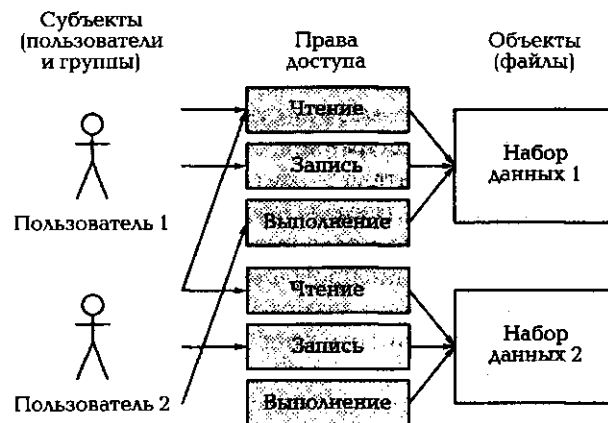 Субъекты
(пользователи
и группы)
Права
доступа
Объекты
(файлы)
Пользователь 1
Чтение
Запись
Выполнение
Набор
данных 1
Пользователь 2
Чтение
Запись
Выполнение
Набор
данных 2